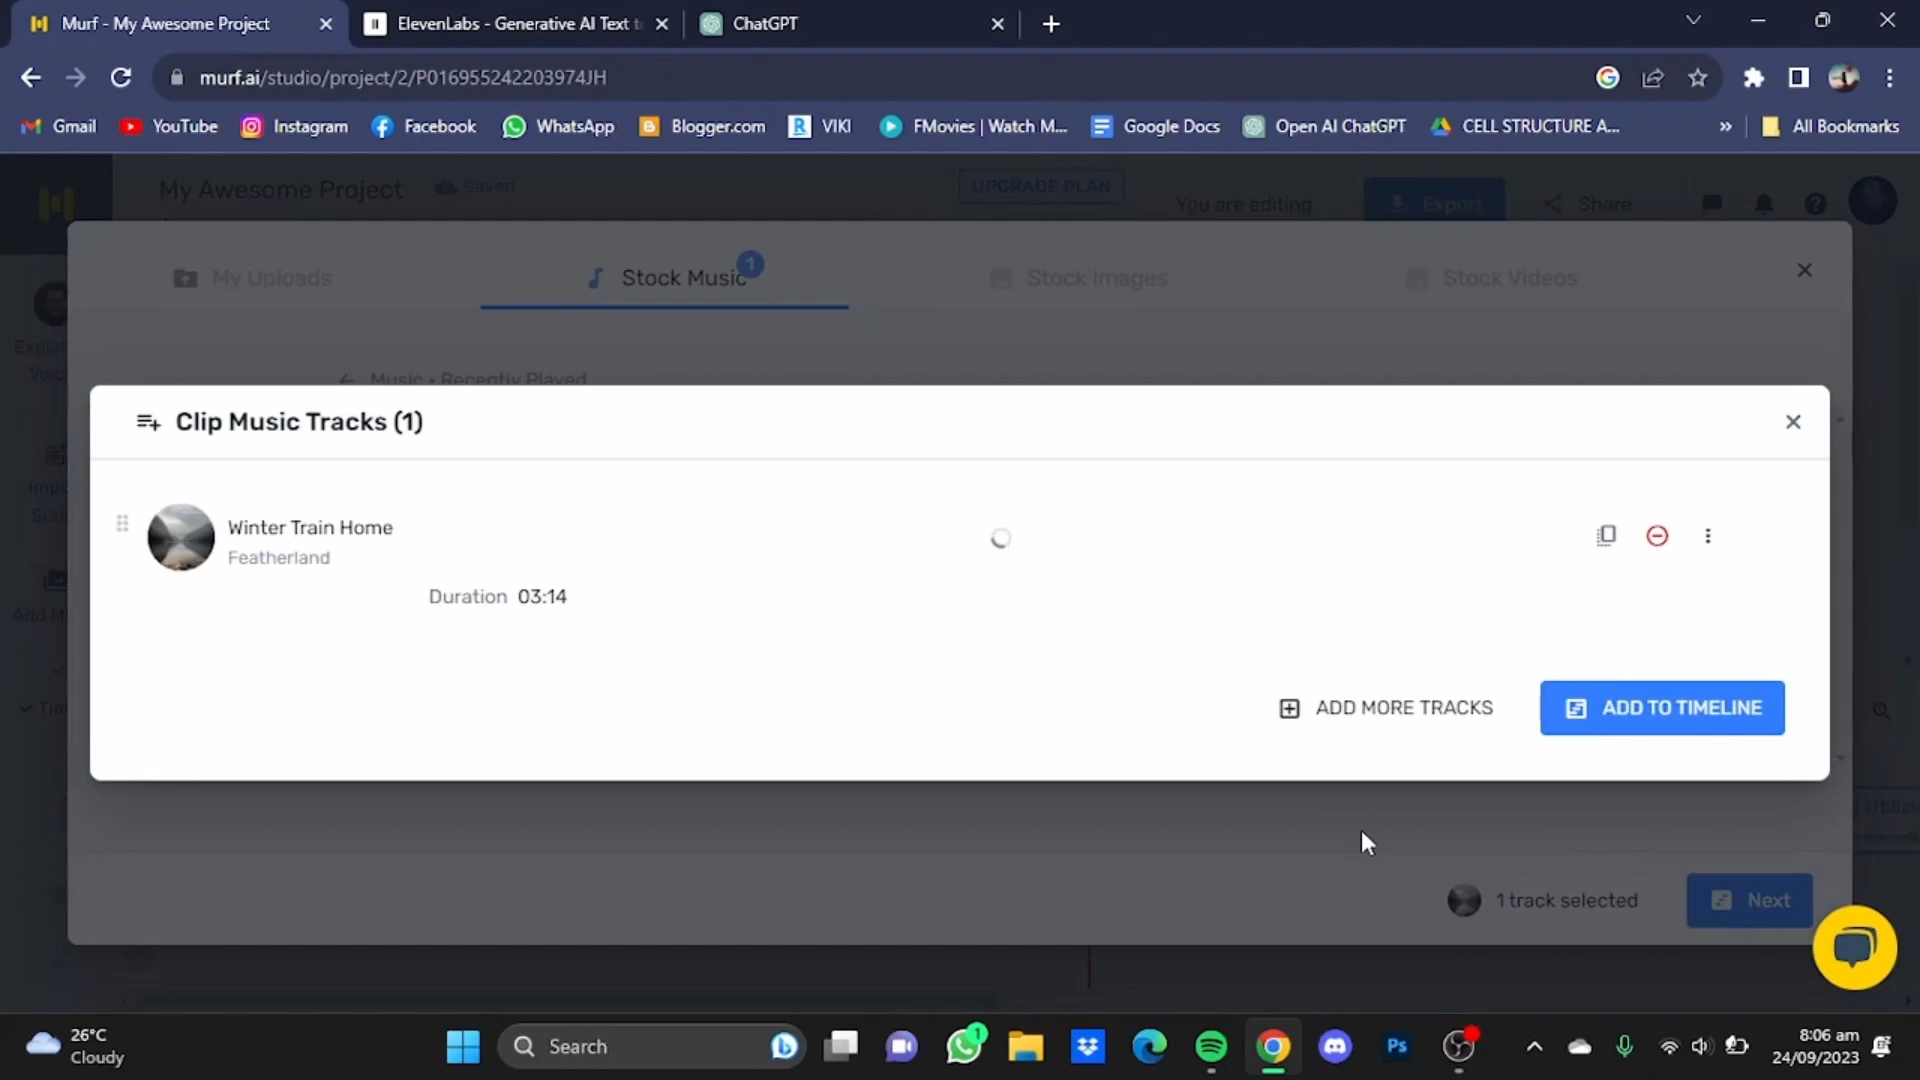 Murf - My Awesome Project
ElevenLabs - Generative AI Text t
ChatGPT
murf.ai/studio/project/2/P016955242203974JH
Gmail
YouTube
Instagram
Facebook
WhatsApp
Blogger.com
VIKI
FMovies | Watch M...
Google Docs
Open AI ChatGPT
CELL STRUCTURE A...
»
All Bookmarks
My Awesome Project
Saved
UPGRADE PLAN
You are editing
Export
Share
My Uploads
Stock Music
1
Stock Images
Stock Videos
Music • Recently Played
Clip Music Tracks (1)
Winter Train Home
Featherland
Duration 03:14
ADD MORE TRACKS
ADD TO TIMELINE
1 track selected
Next
26°C
Cloudy
Search
1
Ps
8:06 am
24/09/2023